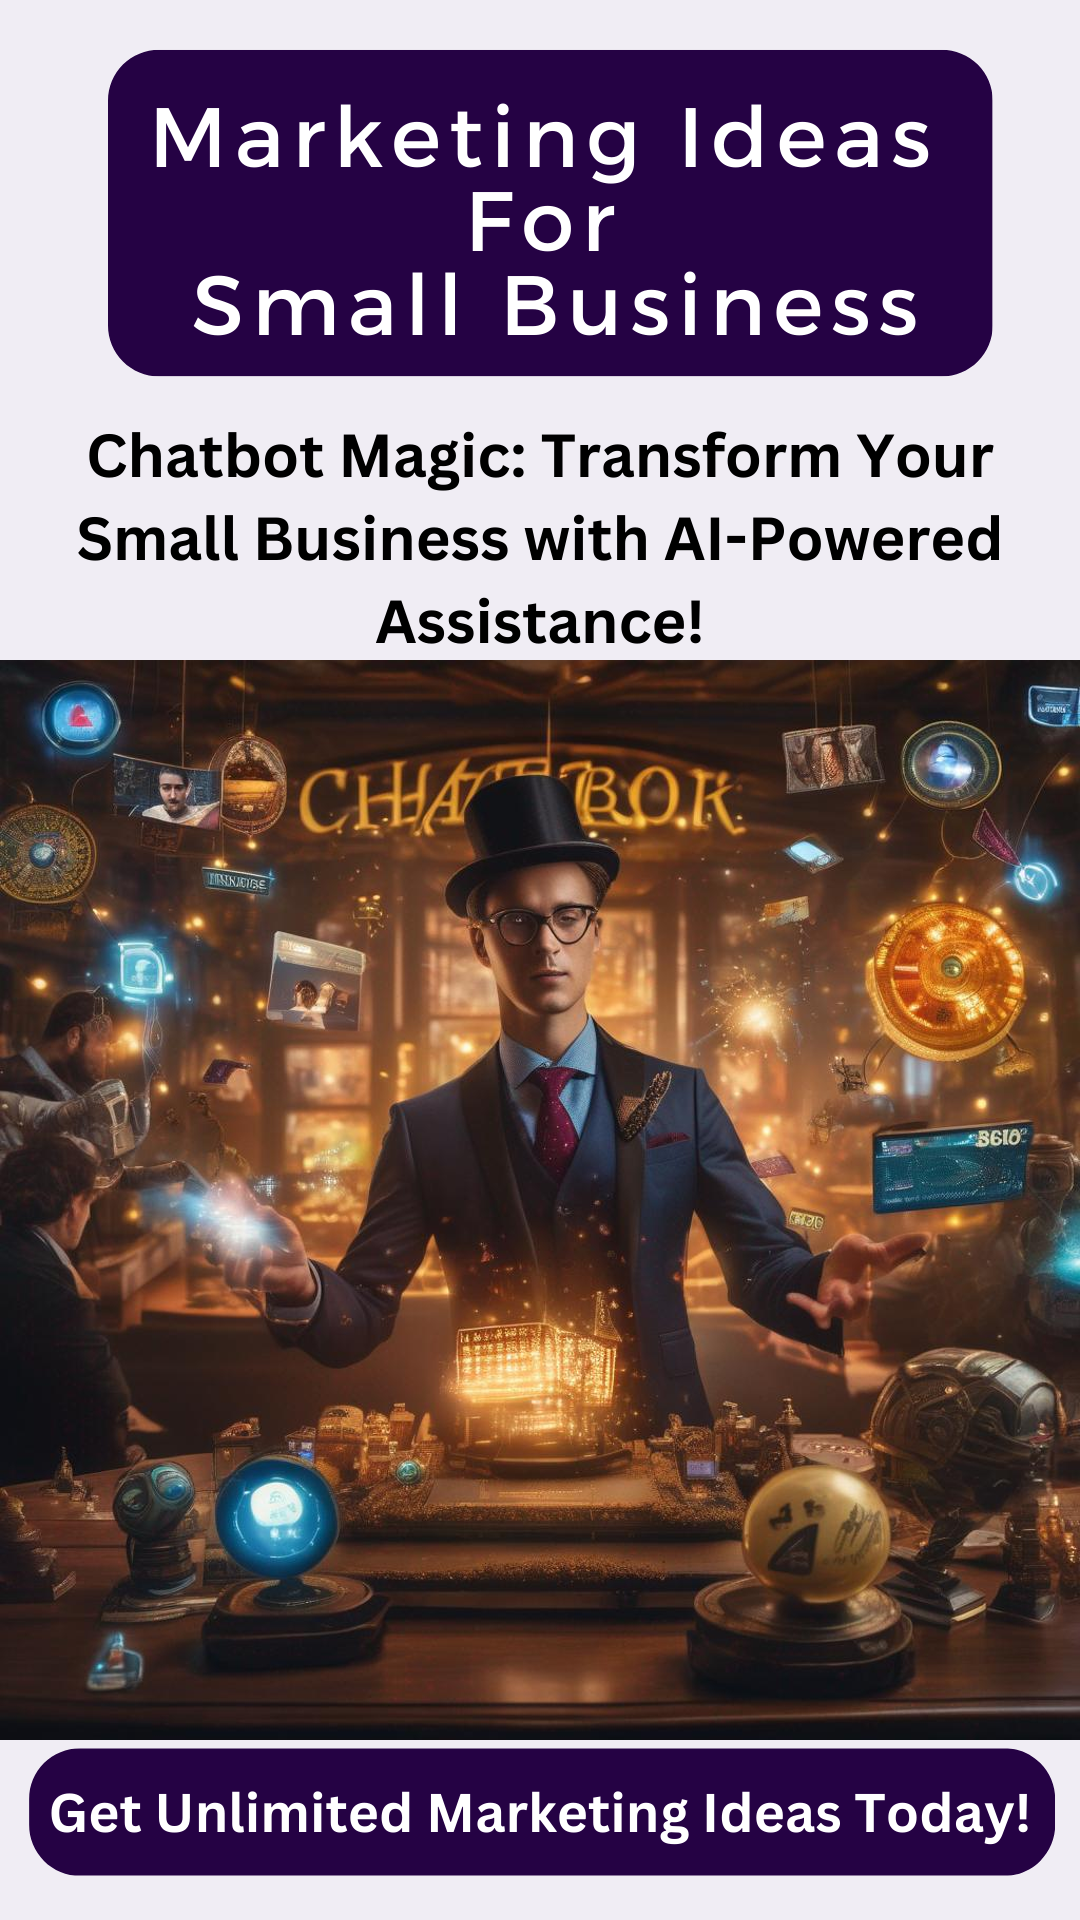 Marketing Ideas
For
Small Business
Chatbot Magic: Transform Your
Small Business with AI-Powered
Assistance!
Get Unlimited Marketing Ideas Today!